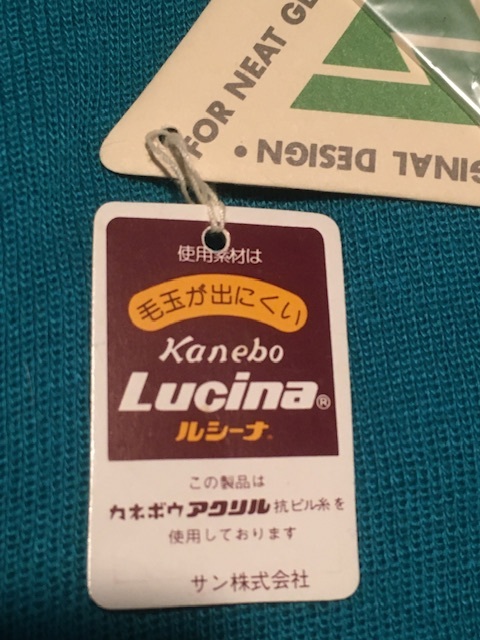 FOR NEAT GE
GINAL DESIGN •
使用素材は
毛玉が出にくい
Kanebo
Lucina®
ルシーナ
この製品は
カネボウアクリル抗ピル糸を
使用しております
サン株式会社